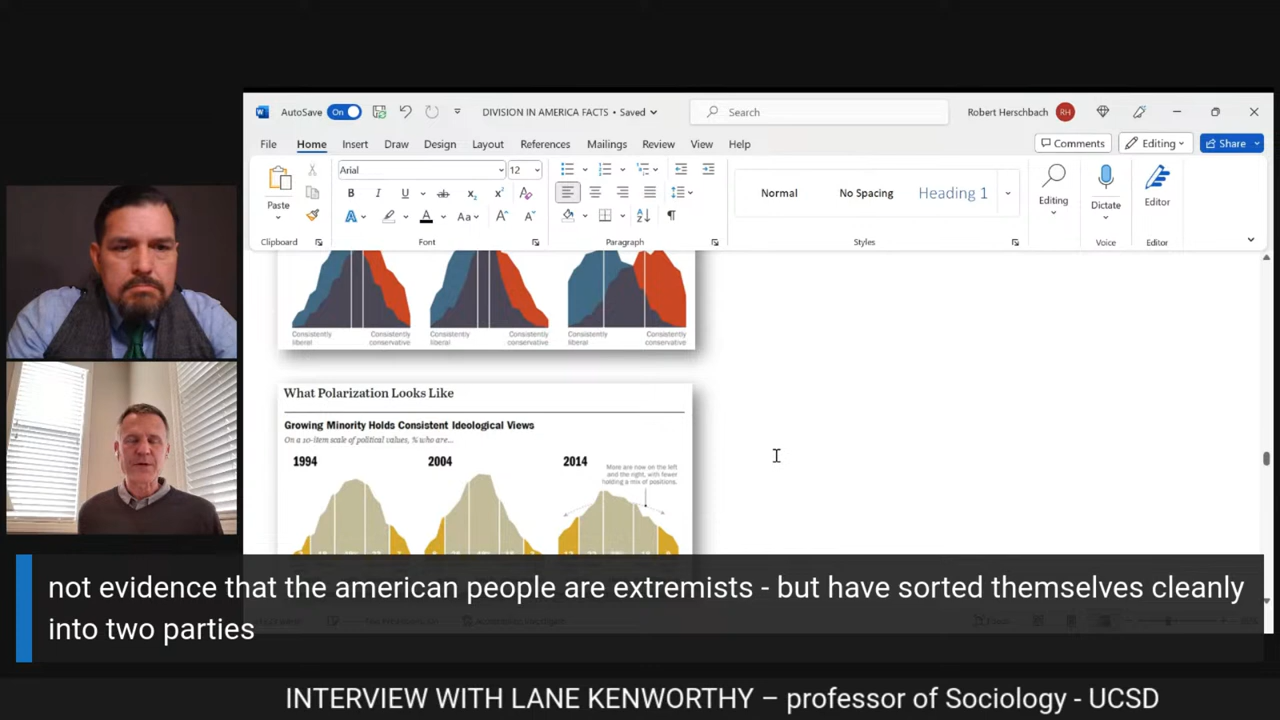 AutoSave On DIVISION IN AMERICA FACTS • Saved Search Robert Herschbach RH
File Home Insert Draw Design Layout References Mailings Review View Help Comments Editing Share
Arial 12 Normal No Spacing Heading 1
Paste Editing Dictate Editor
Clipboard Font Paragraph Styles Voice Editor
Consistently liberal Consistently conservative Consistently liberal Consistently conservative Consistently liberal Consistently conservative
What Polarization Looks Like
Growing Minority Holds Consistent Ideological Views
On a 10-item scale of political values, % who are...
1994 2004 2014
More are now on the left
and the right, with fewer
holding a mix of positions.
not evidence that the american people are extremists - but have sorted themselves cleanly
into two parties
INTERVIEW WITH LANE KENWORTHY – professor of Sociology - UCSD